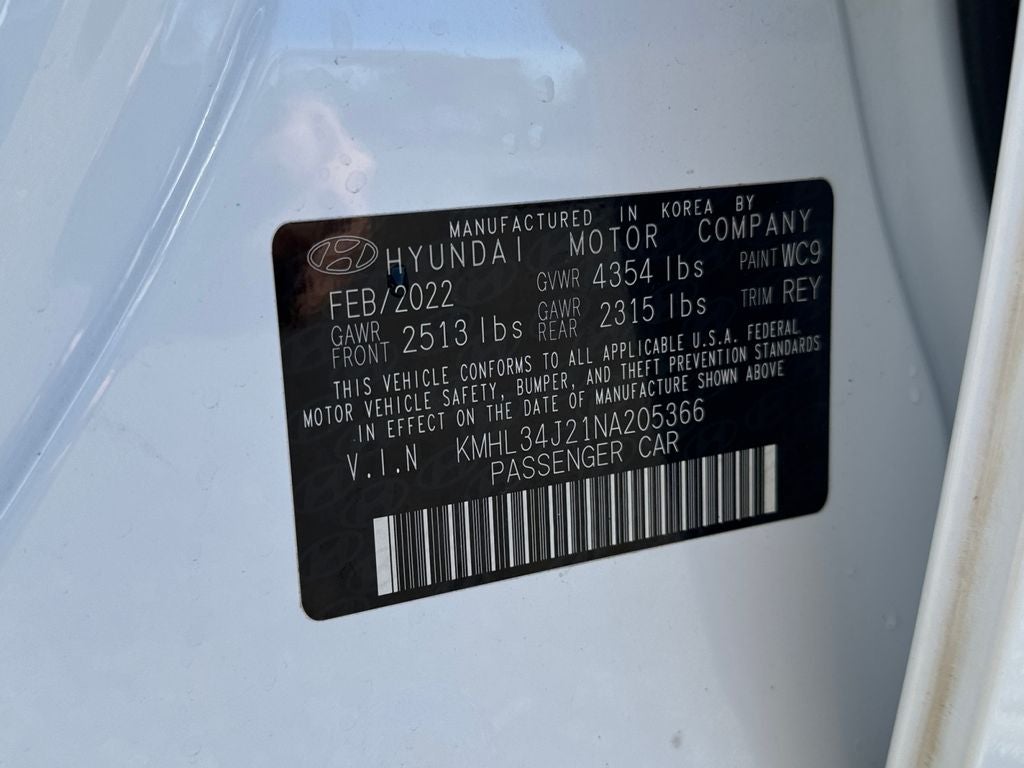 MANUFACTURED IN KOREA BY
HYUNDAI MOTOR COMPANY
FEB/2022 GVWR 4354 lbs PAINT WC9
GAWR FRONT 2513 lbs GAWR REAR 2315 lbs TRIM REY
THIS VEHICLE CONFORMS TO ALL APPLICABLE U.S.A. FEDERAL
MOTOR VEHICLE SAFETY, BUMPER, AND THEFT PREVENTION STANDARDS
IN EFFECT ON THE DATE OF MANUFACTURE SHOWN ABOVE
V.I.N KMHL34J21NA205366
PASSENGER CAR